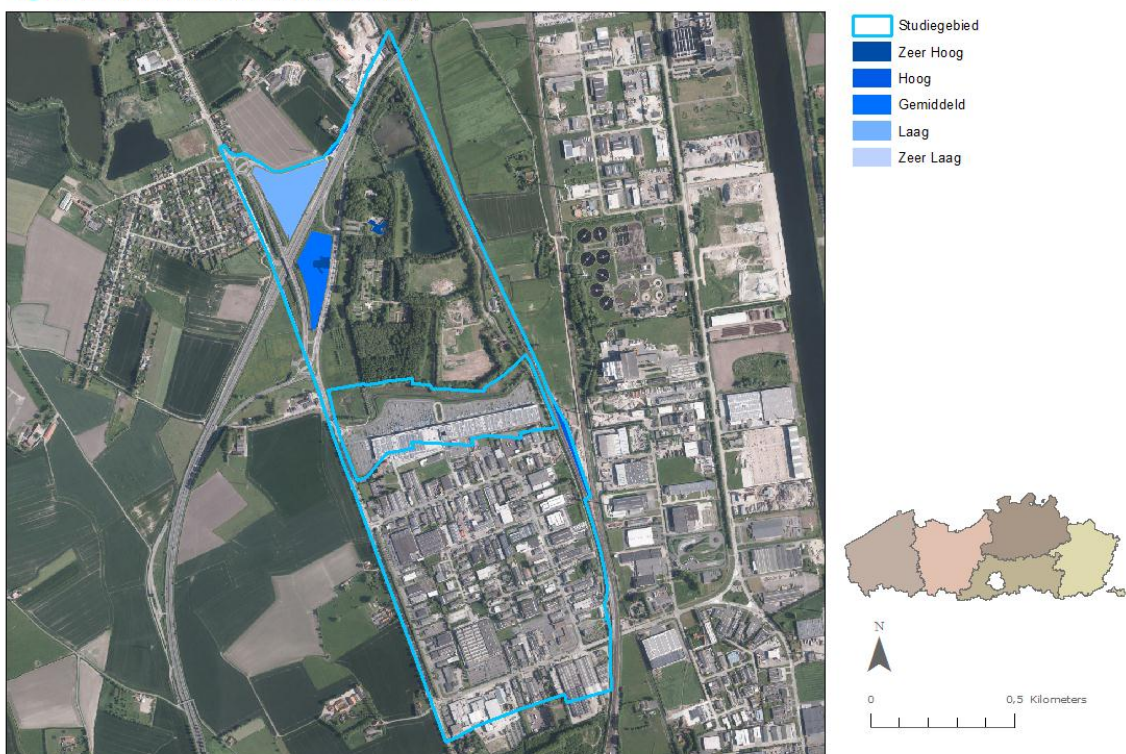 Studiegebied
Zeer Hoog
Hoog
Gemiddeld
Laag
Zeer Laag
N
0
0,5 Kilometers